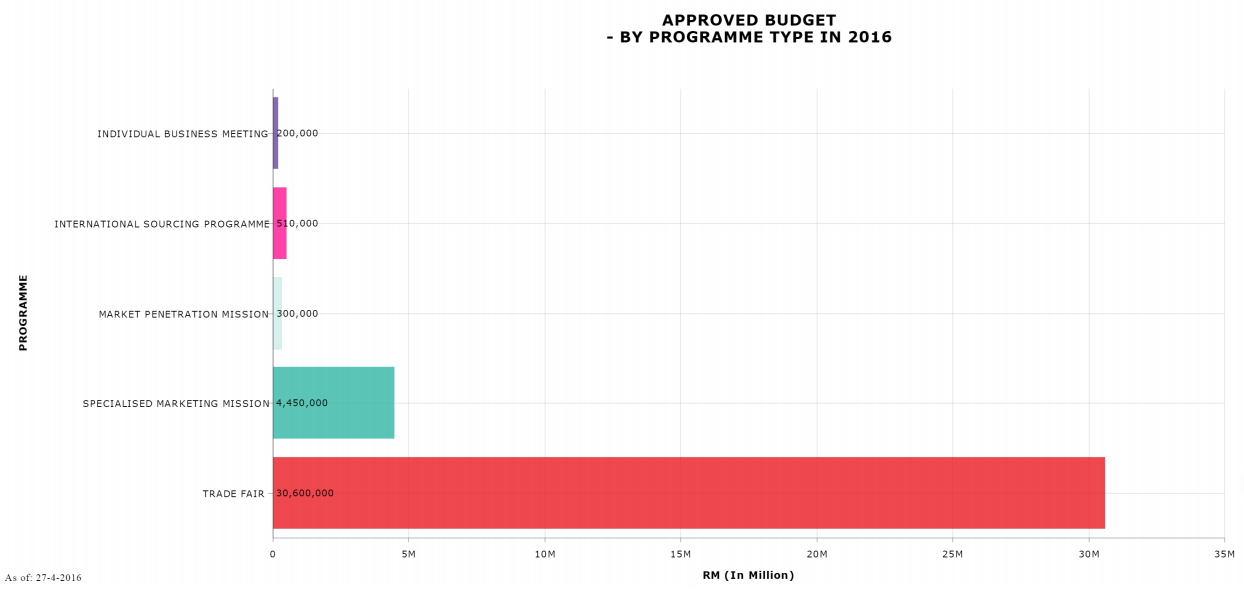 APPROVED BUDGET
- BY PROGRAMME TYPE IN 2016
PROGRAMME
INDIVIDUAL BUSINESS MEETING 200,000
INTERNATIONAL SOURCING PROGRAMME 510,000
MARKET PENETRATION MISSION 300,000
SPECIALISED MARKETING MISSION 4,450,000
TRADE FAIR 30,600,000
0 5M 10M 15M 20M 25M 30M 35M
RM (In Million)
As of: 27-4-2016